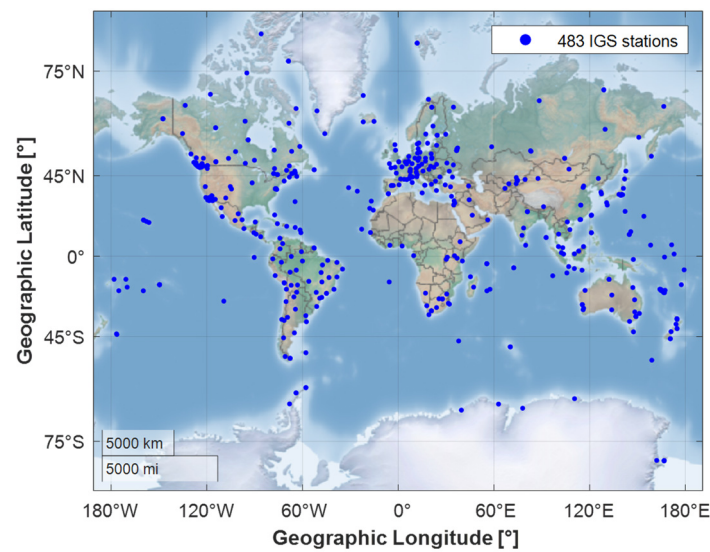 483 IGS stations
75°N
45°N
0°
45°S
75°S
Geographic Latitude [°]
5000 km
5000 mi
180°W
120°W
60°W
0°
60°E
120°E
180°E
Geographic Longitude [°]